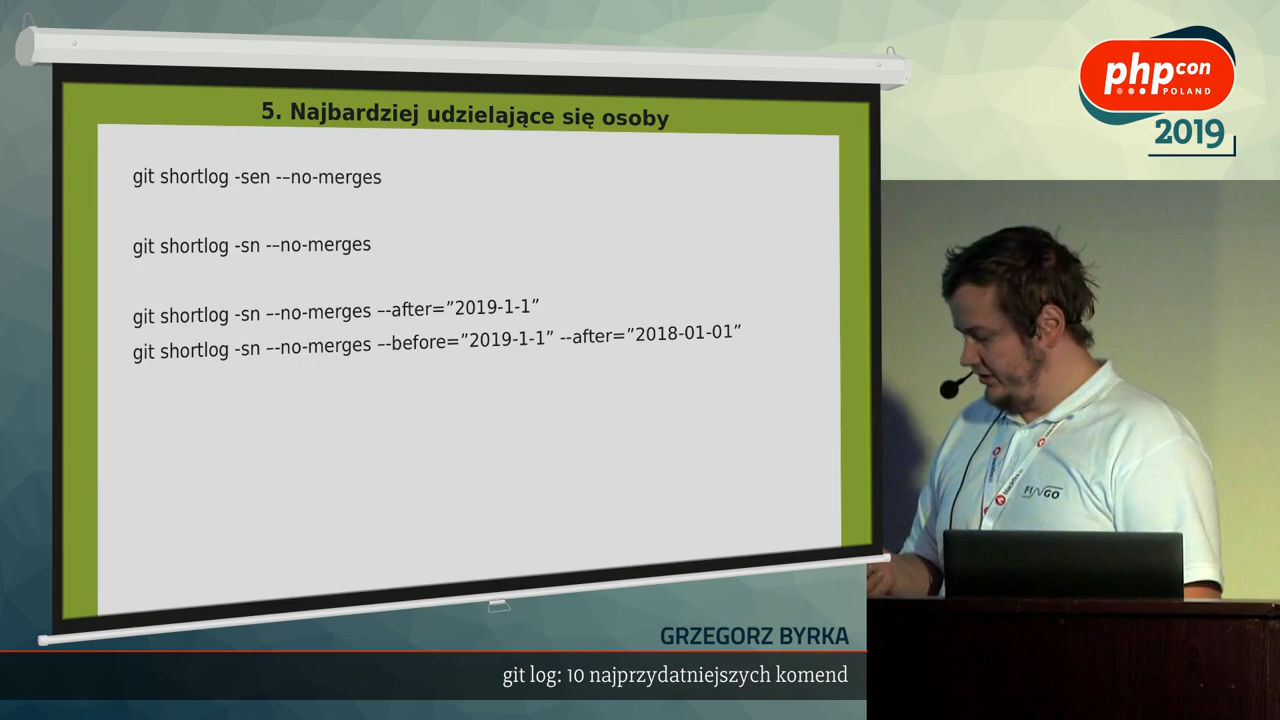 5. Najbardziej udzielające się osoby
git shortlog -sen --no-merges
git shortlog -sn --no-merges
git shortlog -sn --no-merges --after=”2019-1-1”
git shortlog -sn --no-merges --before=”2019-1-1” --after=”2018-01-01”
phpcon
POLAND
2019
FINGO
GRZEGORZ BYRKA
git log: 10 najprzydatniejszych komend